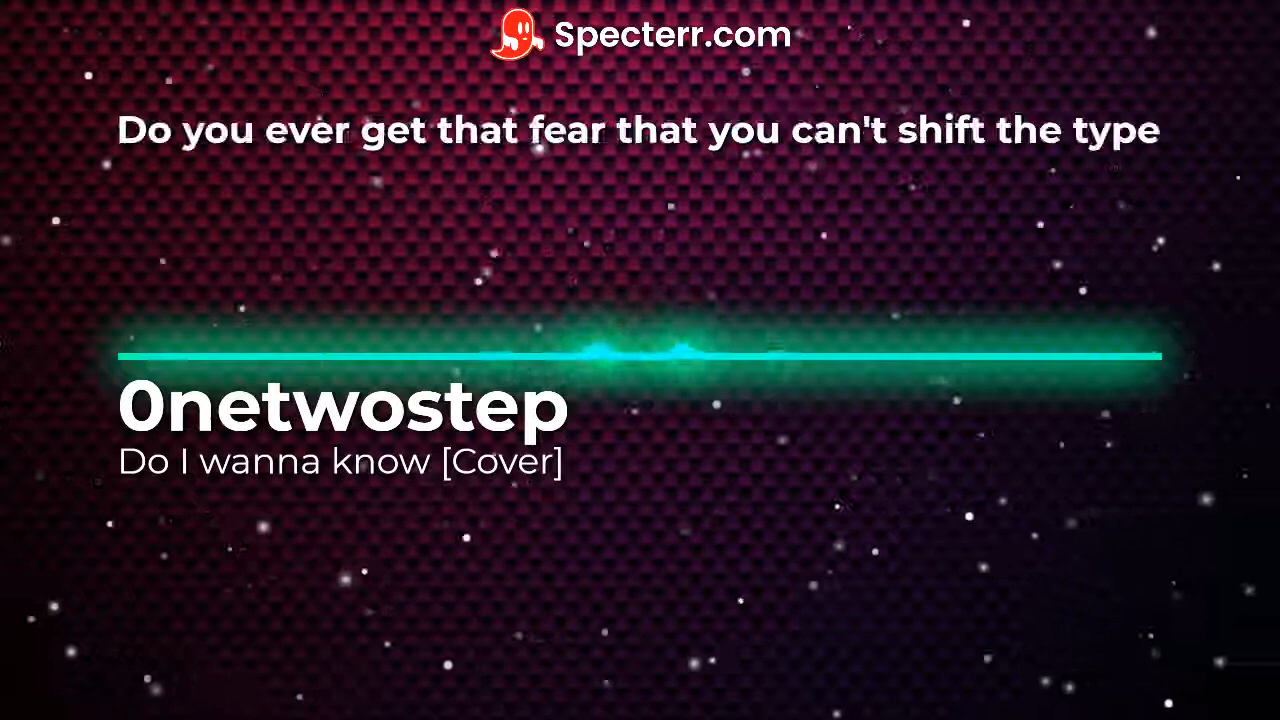 Specterr.com
Do you ever get that fear that you can't shift the type
0netwostep
Do I wanna know [Cover]